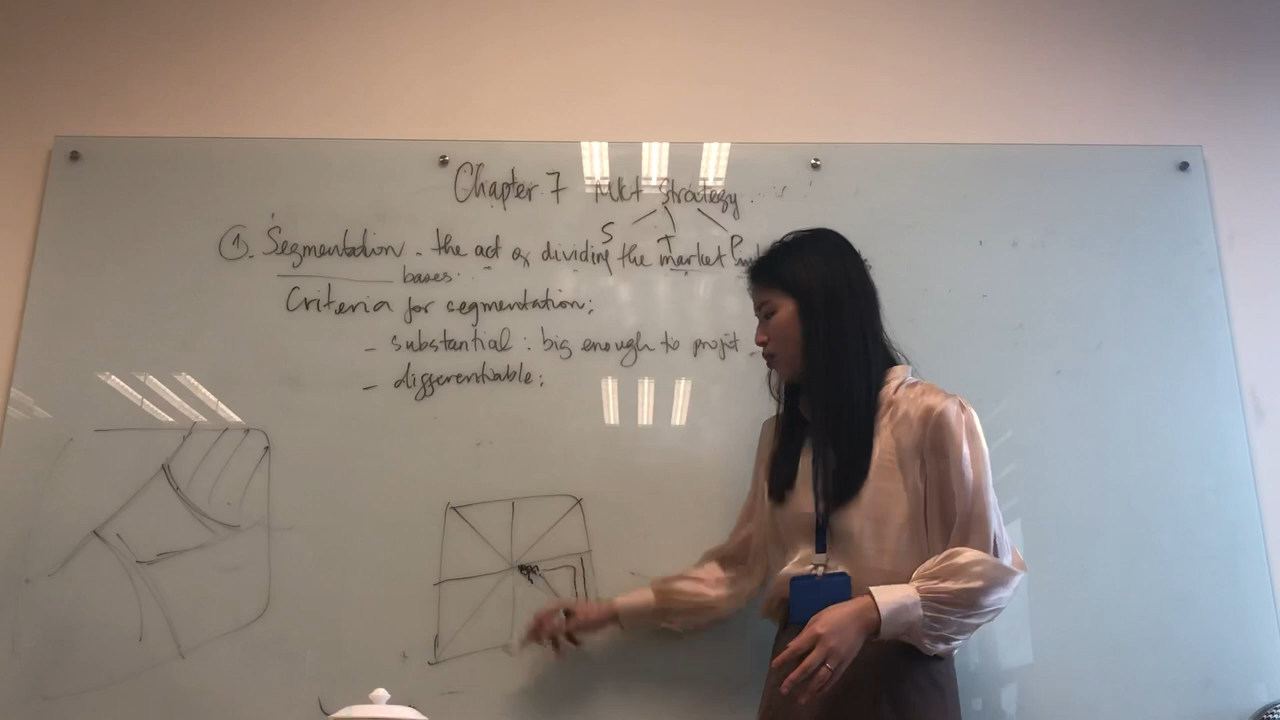 Chapter 7 Mkt Strategy
S T P
①. Segmentation - the act of dividing the market
bases
Criteria for segmentation:
- substantial : big enough to profit
- differentiable :